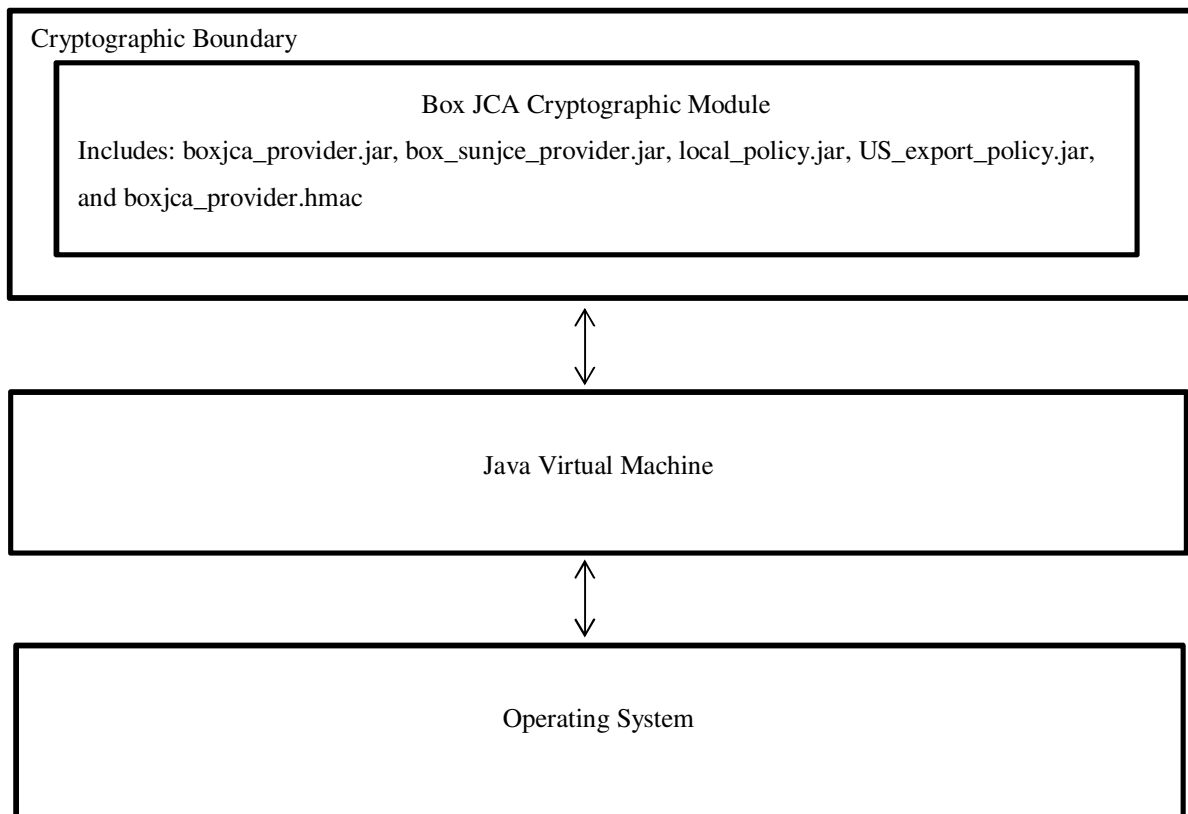 Cryptographic Boundary
Box JCA Cryptographic Module
Includes: boxjca_provider.jar, box_sunjce_provider.jar, local_policy.jar, US_export_policy.jar,
and boxjca_provider.hmac
Java Virtual Machine
Operating System